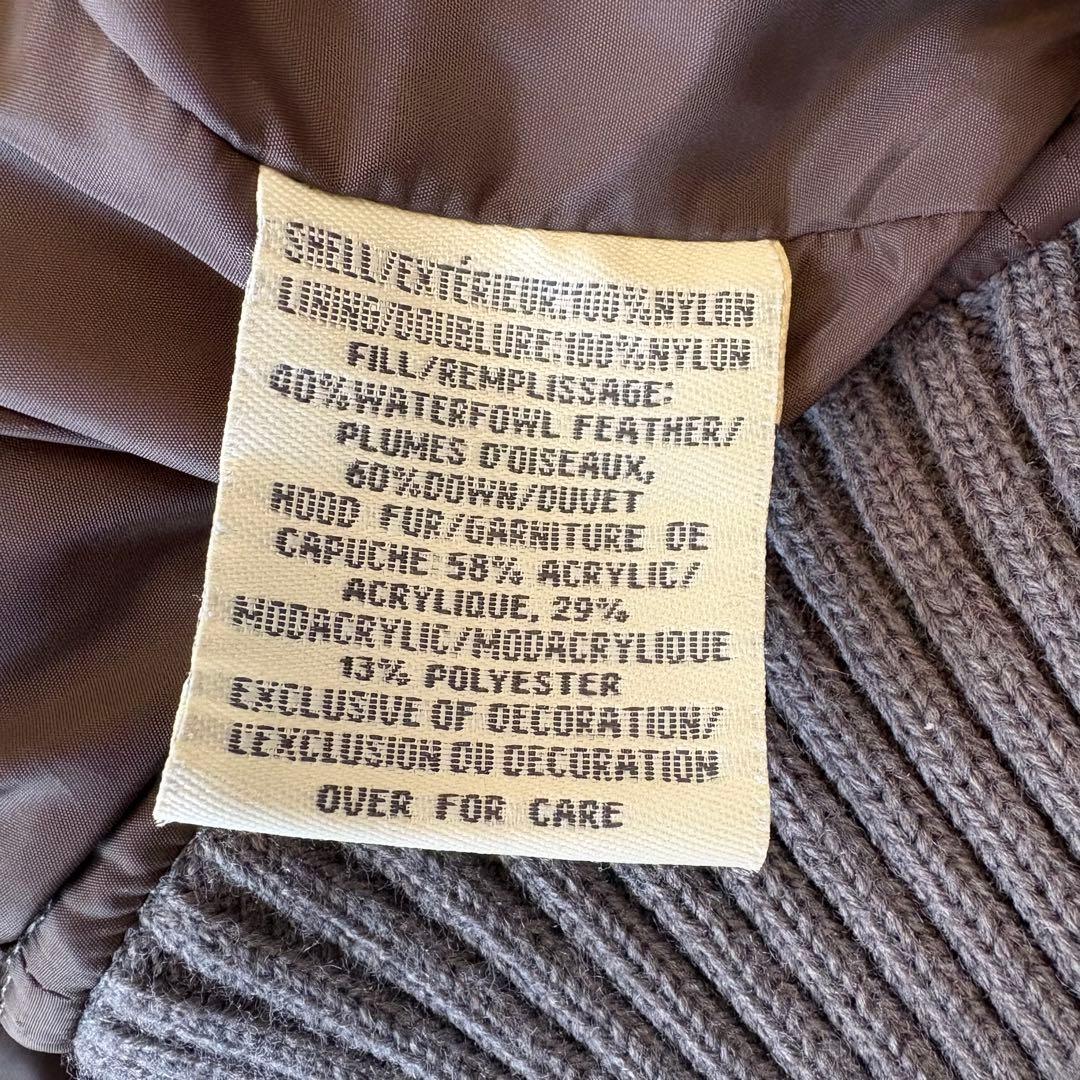 SHELL/EXTÉRIEUR:100%NYLON
LINING/DOUBLURE:100%NYLON
FILL/REMPLISSAGE:
40%WATERFOWL FEATHER/
PLUMES D'OISEAUX,
60%DOWN/DUVET
HOOD FUR/GARNITURE DE
CAPUCHE: 58% ACRYLIC/
ACRYLIQUE, 29%
MODACRYLIC/MODACRYLIQUE
13% POLYESTER
EXCLUSIVE OF DECORATION/
L'EXCLUSION DU DECORATION
OVER FOR CARE